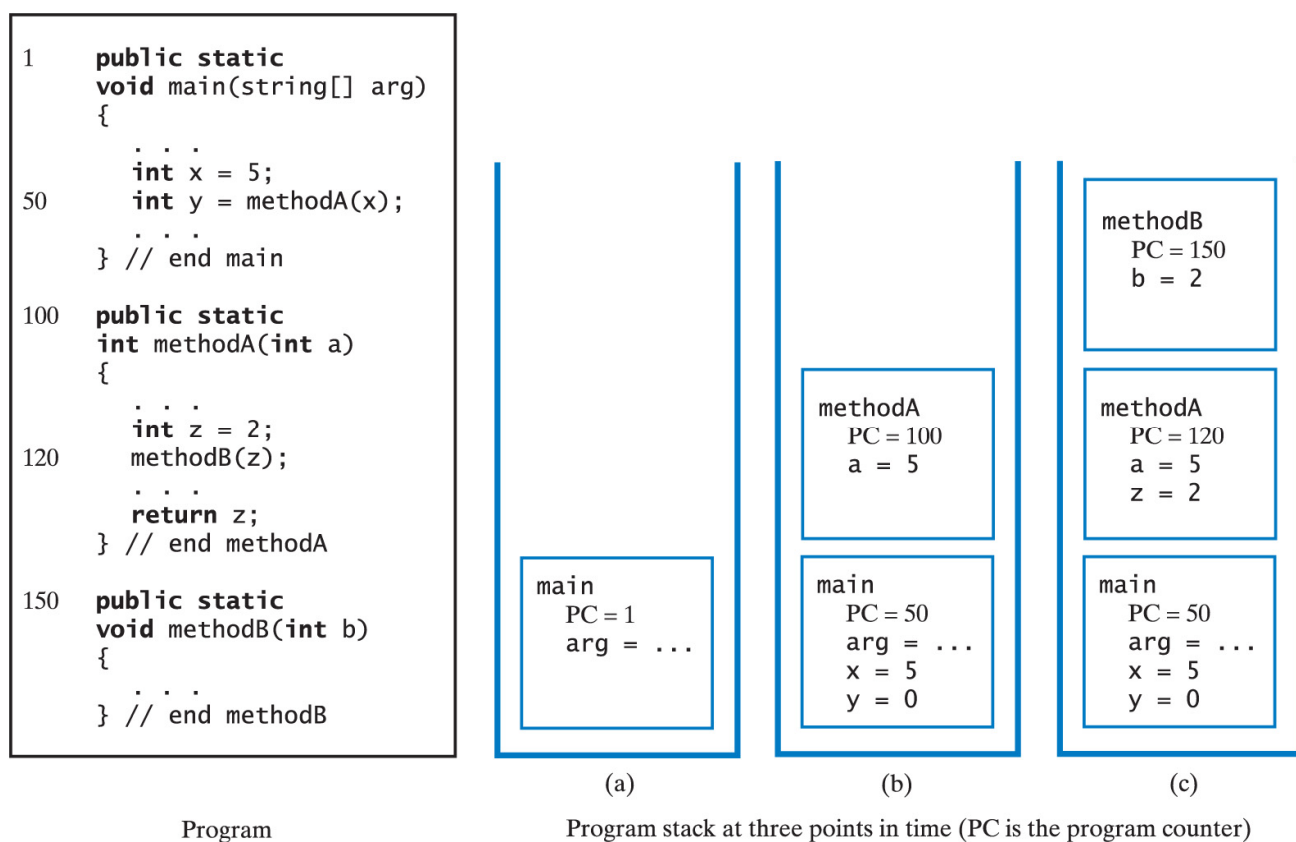 1 public static
void main(string[] arg)
{
. . .
int x = 5;
50 int y = methodA(x);
. . .
} // end main
100 public static
int methodA(int a)
{
. . .
int z = 2;
120 methodB(z);
. . .
return z;
} // end methodA
150 public static
void methodB(int b)
{
. . .
} // end methodB
Program
main
PC = 1
arg = ...
(a)
methodA
PC = 100
a = 5
main
PC = 50
arg = ...
x = 5
y = 0
(b)
methodB
PC = 150
b = 2
methodA
PC = 120
a = 5
z = 2
main
PC = 50
arg = ...
x = 5
y = 0
(c)
Program stack at three points in time (PC is the program counter)